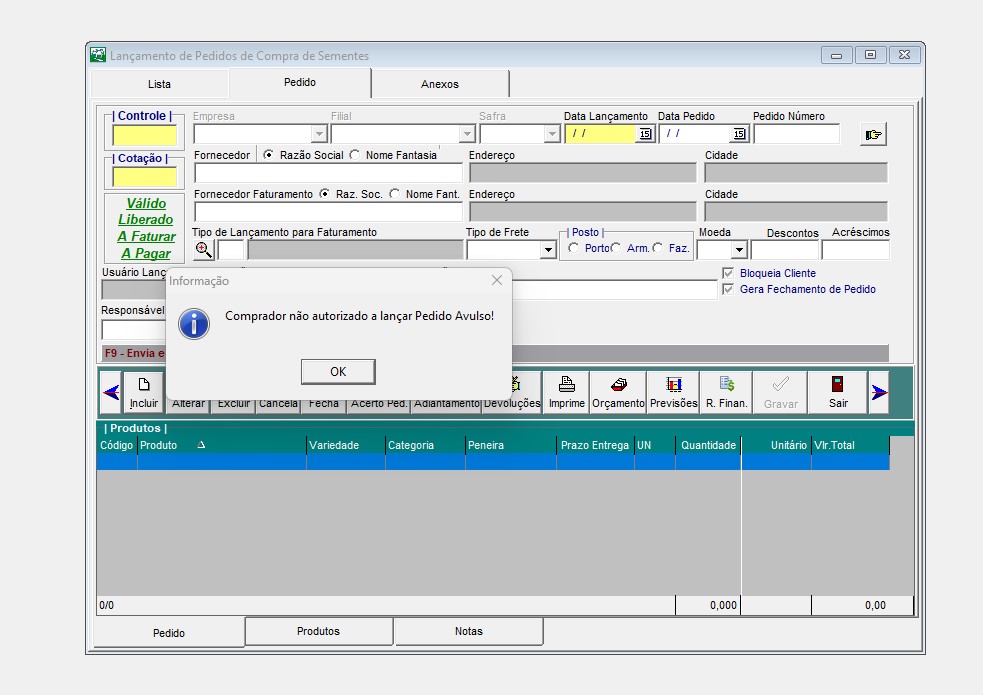 Lançamento de Pedidos de Compra de Sementes
Lista Pedido Anexos
| Controle | Empresa Filial Safra Data Lançamento Data Pedido Pedido Número
/ / 15 / / 15
| Cotação | Fornecedor Razão Social Nome Fantasia Endereço Cidade
Válido Fornecedor Faturamento Raz. Soc. Nome Fant. Endereço Cidade
Liberado
A Faturar Tipo de Lançamento para Faturamento Tipo de Frete | Posto | Moeda Descontos Acréscimos
A Pagar Porto Arm. Faz.
Usuário Lanç Bloqueia Cliente
Informação Gera Fechamento de Pedido
Responsável Comprador não autorizado a lançar Pedido Avulso!
F9 - Envia e
OK
Incluir Alterar Excluir Cancela Fecha Acerto Ped. Adiantamento Devoluções Imprime Orçamento Previsões R. Finan. Gravar Sair
| Produtos |
Código Produto Variedade Categoria Peneira Prazo Entrega UN Quantidade Unitário Vlr.Total
0/0 0,000 0,00
Pedido Produtos Notas